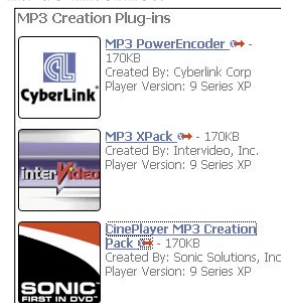 MP3 Creation Plug-ins
MP3 PowerEncoder -
170KB
Created By: Cyberlink Corp
Player Version: 9 Series XP
CyberLink
MP3 XPack - 170KB
Created By: Intervideo, Inc.
Player Version: 9 Series XP
interVideo
CinePlayer MP3 Creation
Pack - 170KB
Created By: Sonic Solutions, Inc
Player Version: 9 Series XP
SONIC
FIRST IN DVD